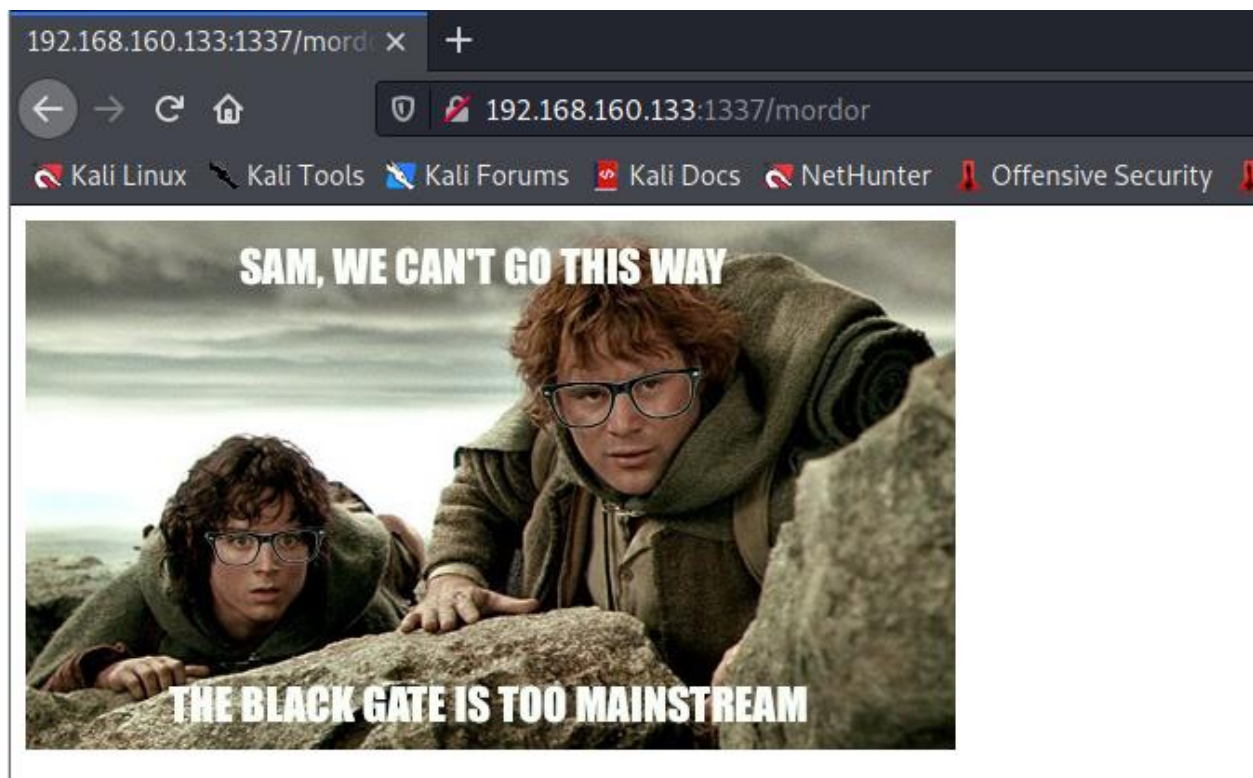 192.168.160.133:1337/mord
192.168.160.133:1337/mordor
Kali Linux Kali Tools Kali Forums Kali Docs NetHunter Offensive Security
SAM, WE CAN'T GO THIS WAY
THE BLACK GATE IS TOO MAINSTREAM